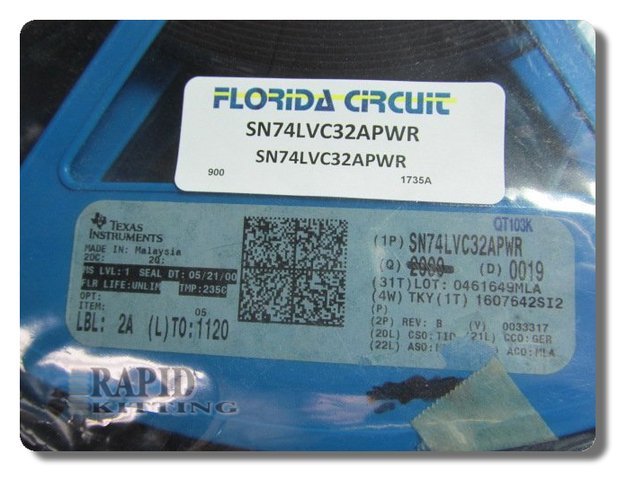 FLORIDA CIRCUIT
SN74LVC32APWR
SN74LVC32APWR
900 1735A
TEXAS
INSTRUMENTS
MADE IN: Malaysia
2DC: 2Q:
MS LVL:1 SEAL DT: 05/21/00
FLR LIFE:UNLIM TMP:235C
OPT:
ITEM:
05
LBL: 2A (L)TO:1120
QT103K
(1P) SN74LVC32APWR
(Q) 2000 (D) 0019
(31T)LOT: 0461649MLA
(4W) TKY(1T) 1607642SI2
(P)
(2P) REV: B (V) 0033317
(20L) CSO:TID (21L) CCO:GER
(22L) ASO: ACO:MLA
RAPID
KITTING